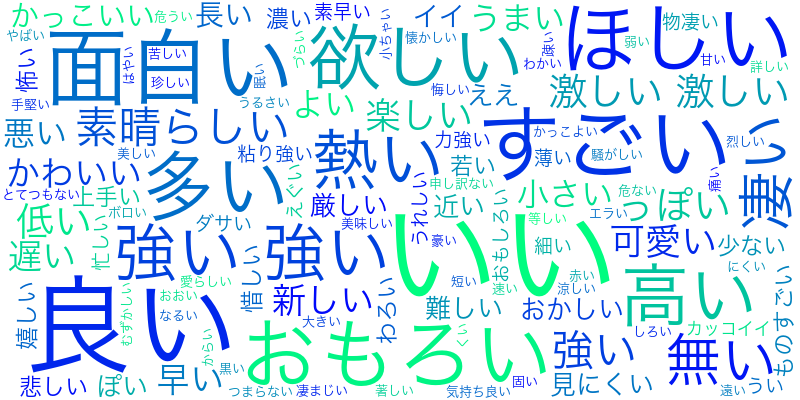 かっこいい
危うい
長い
素早い
濃い
イイ
うまい
物凄い
ほしい
やばい
怖い
面白い
はやい
苦しい
珍しい
眠い
づらい
欲しい
小ちゃい
懐かしい
わかい
弱い
甘い
詳しい
手堅い
うるさい
よい
悔しい
ええ
激しい
激しい
悪い
素晴らしい
楽しい
すごい
かっこよい
美しい
粘り強い
力強い
若い
薄い
騒がしい
烈しい
凄い
かわいい
多い
熱い
とてつもない
上手い
えぐい
申し訳ない
小さい
危ない
痛い
っぽい
低い
ボロい
ダサい
厳しい
うれしい
近い
おもしろい
等しい
エラい
美味しい
豪い
遅い
忙しい
強い
強い
いい
細い
可愛い
少ない
嬉しい
愛らしい
おおい
むずかしい
なるい
惜しい
新しい
わろい
短い
速い
赤い
涼しい
高い
にくい
ものすごい
大きい
難しい
おかしい
良い
からい
おもろい
くい
強い
しろい
カッコイイ
無い
悲しい
ぽい
早い
黒い
つまらない
凄まじい
著しい
気持ち良い
固い
見にくい
遠い
うい